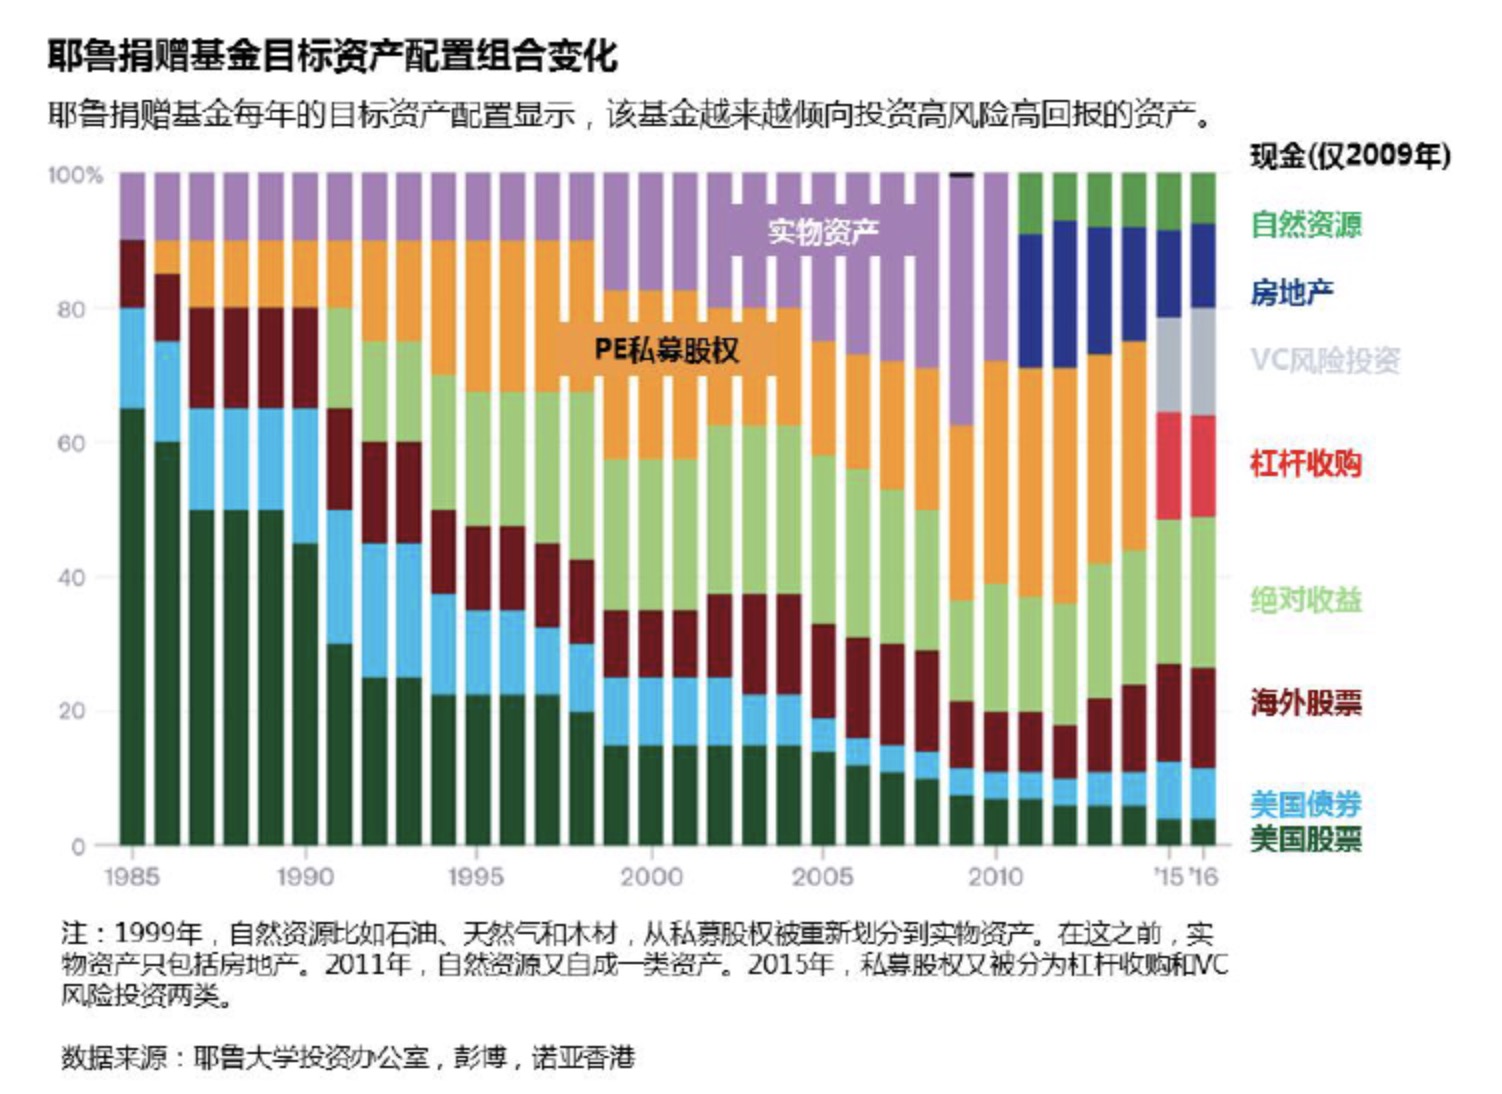 耶鲁捐赠基金目标资产配置组合变化
耶鲁捐赠基金每年的目标资产配置显示，该基金越来越倾向投资高风险高回报的资产。
现金(仅2009年)
100%
自然资源
实物资产
房地产
80
PE私募股权
VC风险投资
60
杠杆收购
40
绝对收益
20
海外股票
美国债券
美国股票
0
1985 1990 1995 2000 2005 2010 '15 '16
注：1999年，自然资源比如石油、天然气和木材，从私募股权被重新划分到实物资产。在这之前，实
物资产只包括房地产。2011年，自然资源又自成一类资产。2015年，私募股权又被分为杠杆收购和VC
风险投资两类。
数据来源：耶鲁大学投资办公室，彭博，诺亚香港